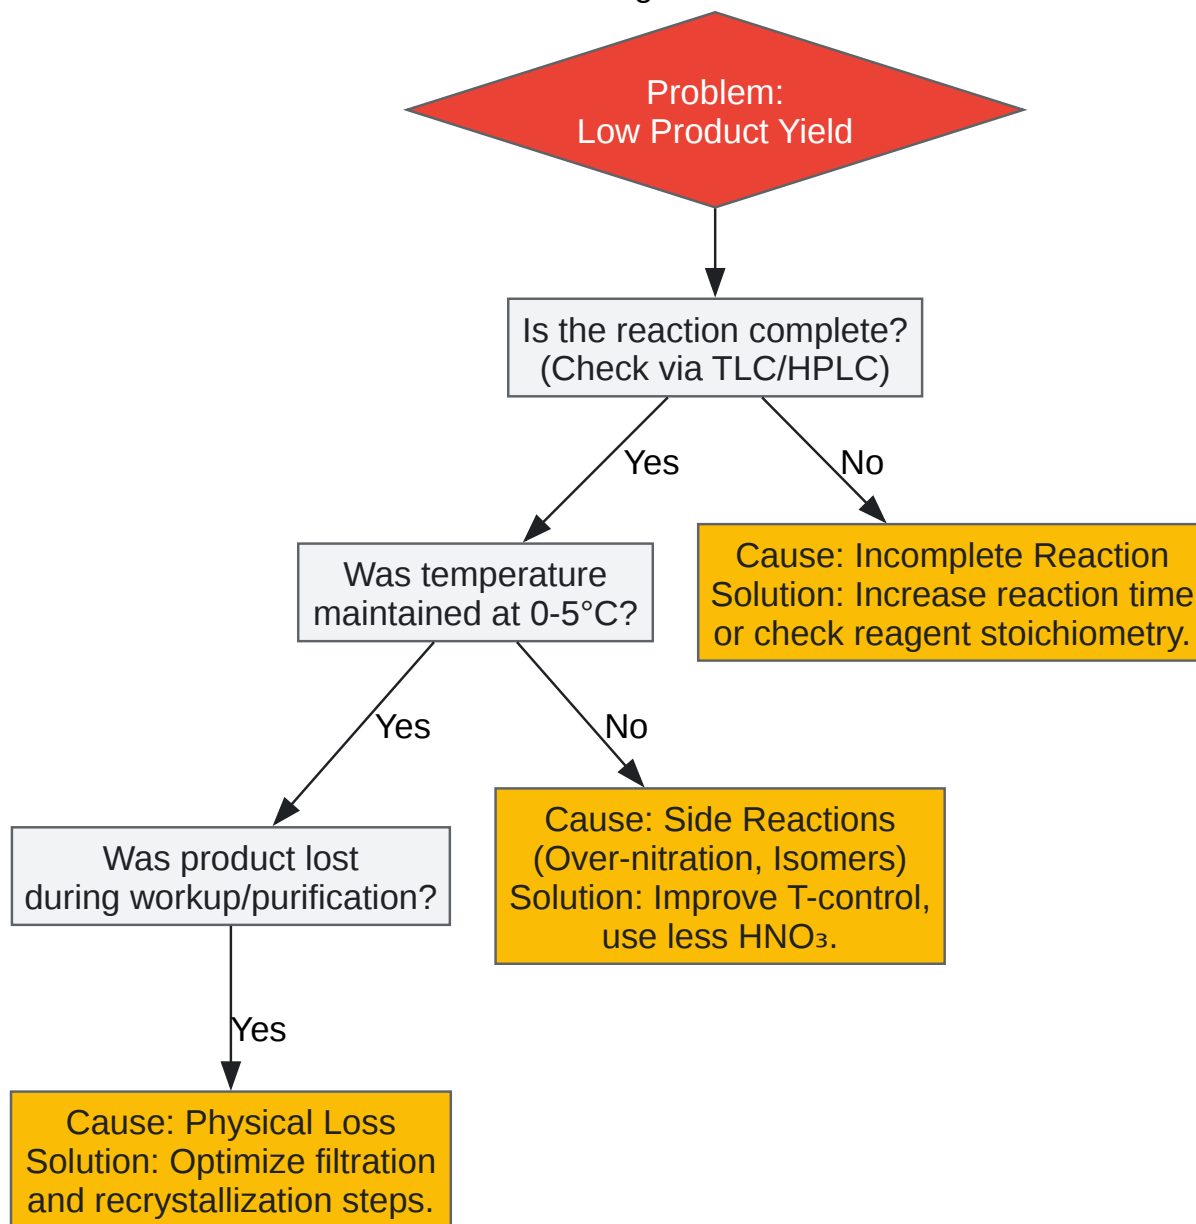 Problem:
Low Product Yield
Is the reaction complete?
(Check via TLC/HPLC)
Yes
No
Was temperature
maintained at 0-5°C?
Cause: Incomplete Reaction
Solution: Increase reaction time
or check reagent stoichiometry.
Yes
No
Was product lost
during workup/purification?
Cause: Side Reactions
(Over-nitration, Isomers)
Solution: Improve T-control,
use less HNO₃.
Yes
Cause: Physical Loss
Solution: Optimize filtration
and recrystallization steps.